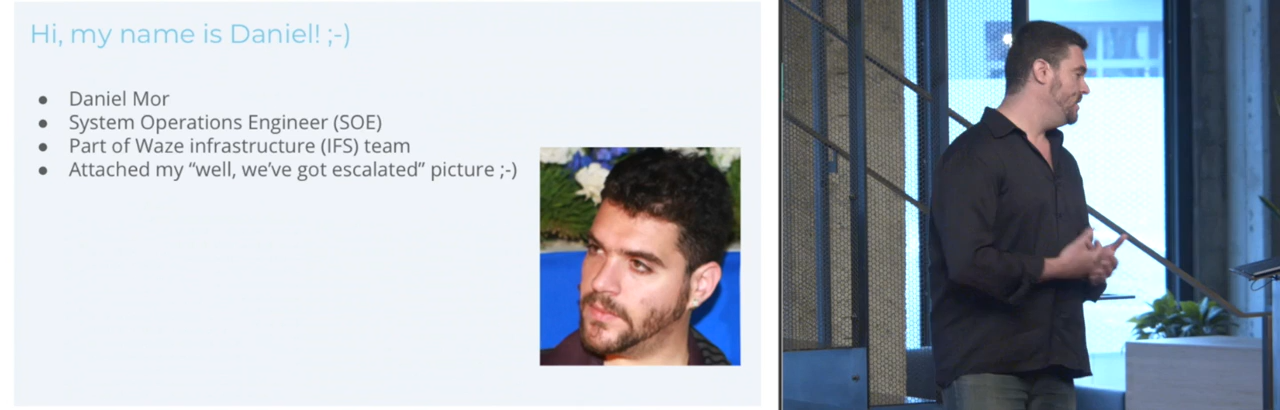 Hi, my name is Daniel! ;-)
● Daniel Mor
● System Operations Engineer (SOE)
● Part of Waze infrastructure (IFS) team
● Attached my “well, we’ve got escalated” picture ;-)